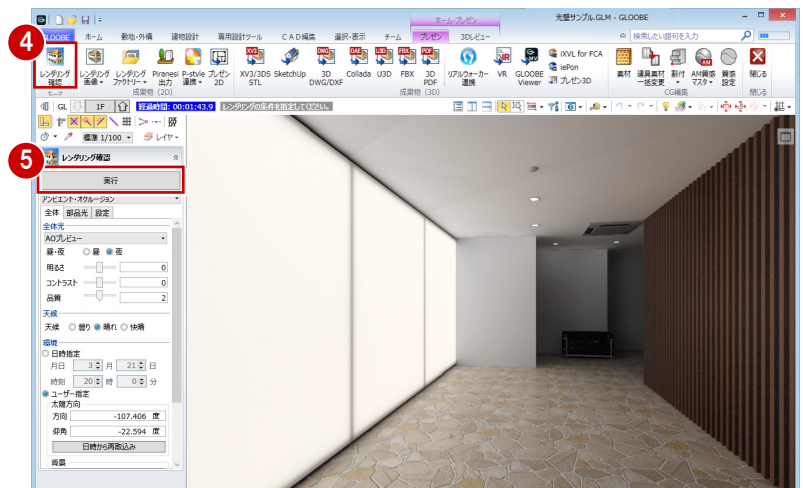 ホーム-プレゼン
光壁サンプル.GLM - GLOOBE
GLOOBE ホーム 敷地・外構 建物設計 専用設計ツール CAD編集 選択・表示 チーム プレゼン 3Dレビュー
検索したい語句を入力
4
レンダリング確認
レンダリング画像
レンダリングファクトリー
Piranesi出力
P-style連携
プレゼン2D
XV3/3DS STL
SketchUp
3D DWG/DXF
Collada
U3D
FBX
3D PDF
リアルウォーカー連携
VR
GLOOBE Viewer
IXVL for FCA
iePon
プレゼン3D
素材
建具素材一括変更
割付
AM質感マスタ
質感設定
閉じる
成果物 (2D) 成果物 (3D) CG編集 閉じる
GL 1F 経過時間: 00:01:43.9 レンダリングの条件を指定してください。
標準 1/100 レイヤ
5
レンダリング確認
実行
アンビエント・オクルージョン
全体 部品光 設定
全体光
AOプレビュー
昼・夜 昼 夜
明るさ 0
コントラスト 0
品質 2
天候
天候 曇り 晴れ 快晴
環境
日時指定
月日 3 月 21 日
時刻 20 時 0 分
ユーザー指定
太陽方向
方向 -107.406 度
仰角 -22.594 度
日時から再取込み
背景